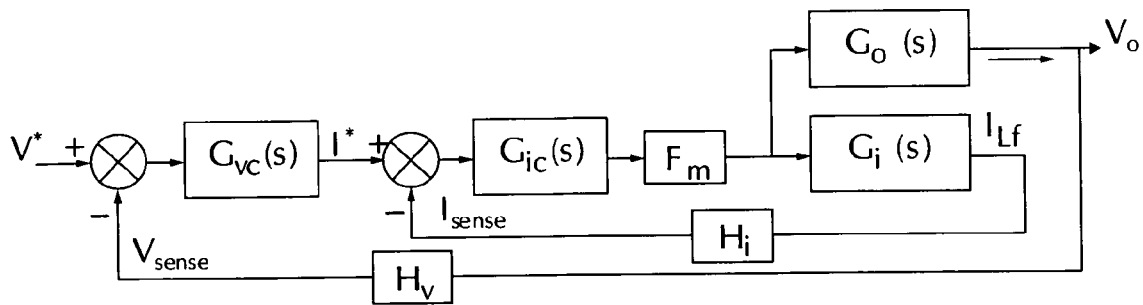 G_o (s)
V_o
V* + G_vc(s) I* + G_ic(s) F_m G_i (s) I_Lf
− I_sense H_i
− V_sense H_v